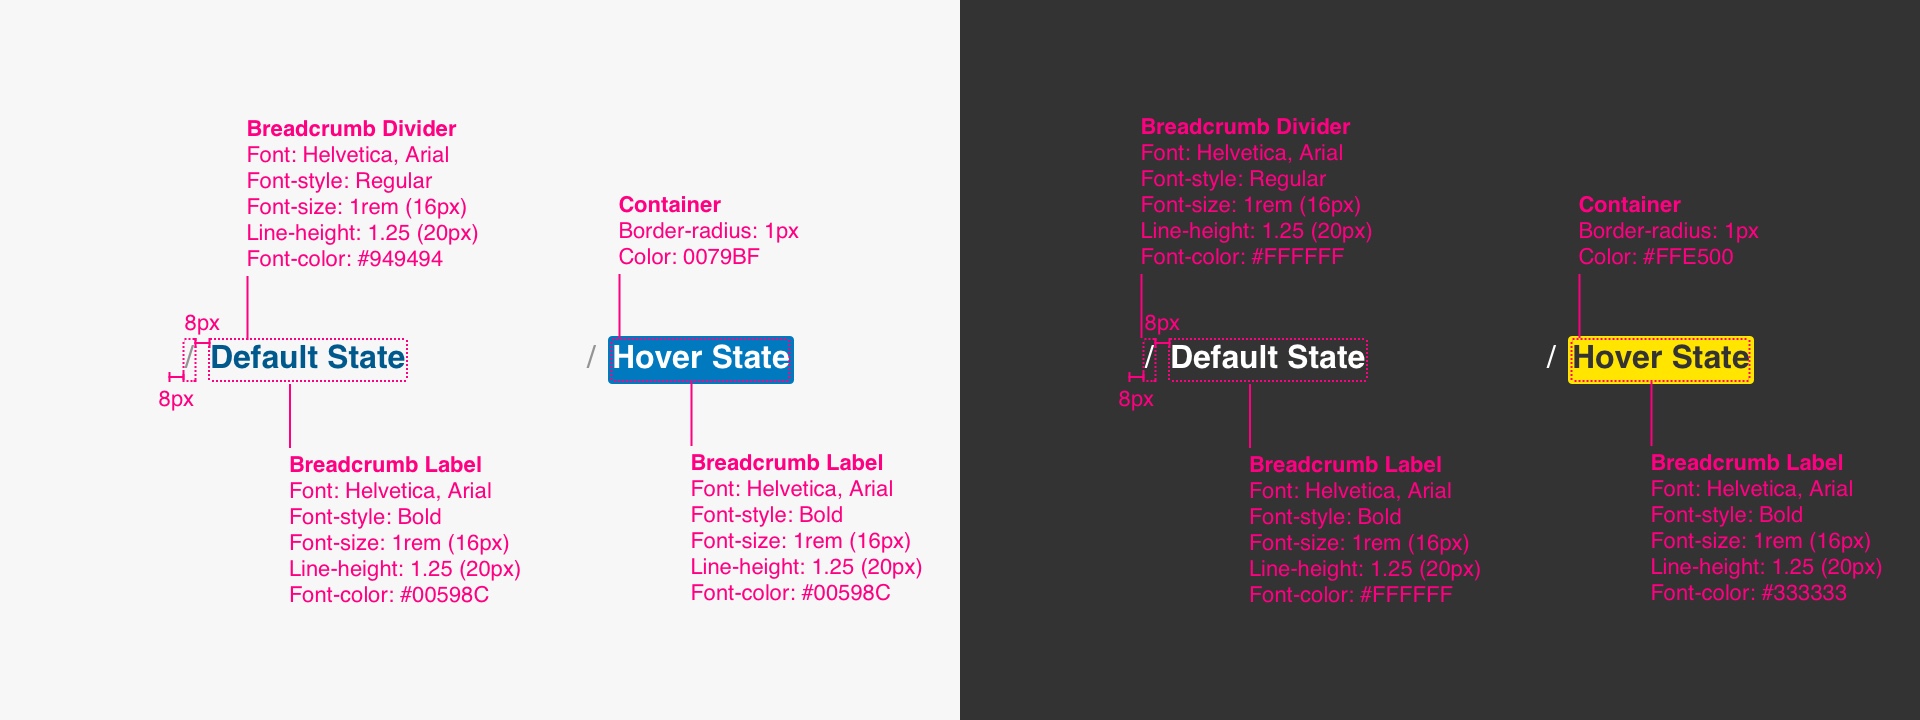 Breadcrumb Divider
Font: Helvetica, Arial
Font-style: Regular
Font-size: 1rem (16px)
Line-height: 1.25 (20px)
Font-color: #949494
Container
Border-radius: 1px
Color: 0079BF
8px
/ Default State
8px
/ Hover State
Breadcrumb Label
Font: Helvetica, Arial
Font-style: Bold
Font-size: 1rem (16px)
Line-height: 1.25 (20px)
Font-color: #00598C
Breadcrumb Label
Font: Helvetica, Arial
Font-style: Bold
Font-size: 1rem (16px)
Line-height: 1.25 (20px)
Font-color: #00598C
Breadcrumb Divider
Font: Helvetica, Arial
Font-style: Regular
Font-size: 1rem (16px)
Line-height: 1.25 (20px)
Font-color: #FFFFFF
Container
Border-radius: 1px
Color: #FFE500
8px
/ Default State
8px
/ Hover State
Breadcrumb Label
Font: Helvetica, Arial
Font-style: Bold
Font-size: 1rem (16px)
Line-height: 1.25 (20px)
Font-color: #FFFFFF
Breadcrumb Label
Font: Helvetica, Arial
Font-style: Bold
Font-size: 1rem (16px)
Line-height: 1.25 (20px)
Font-color: #333333